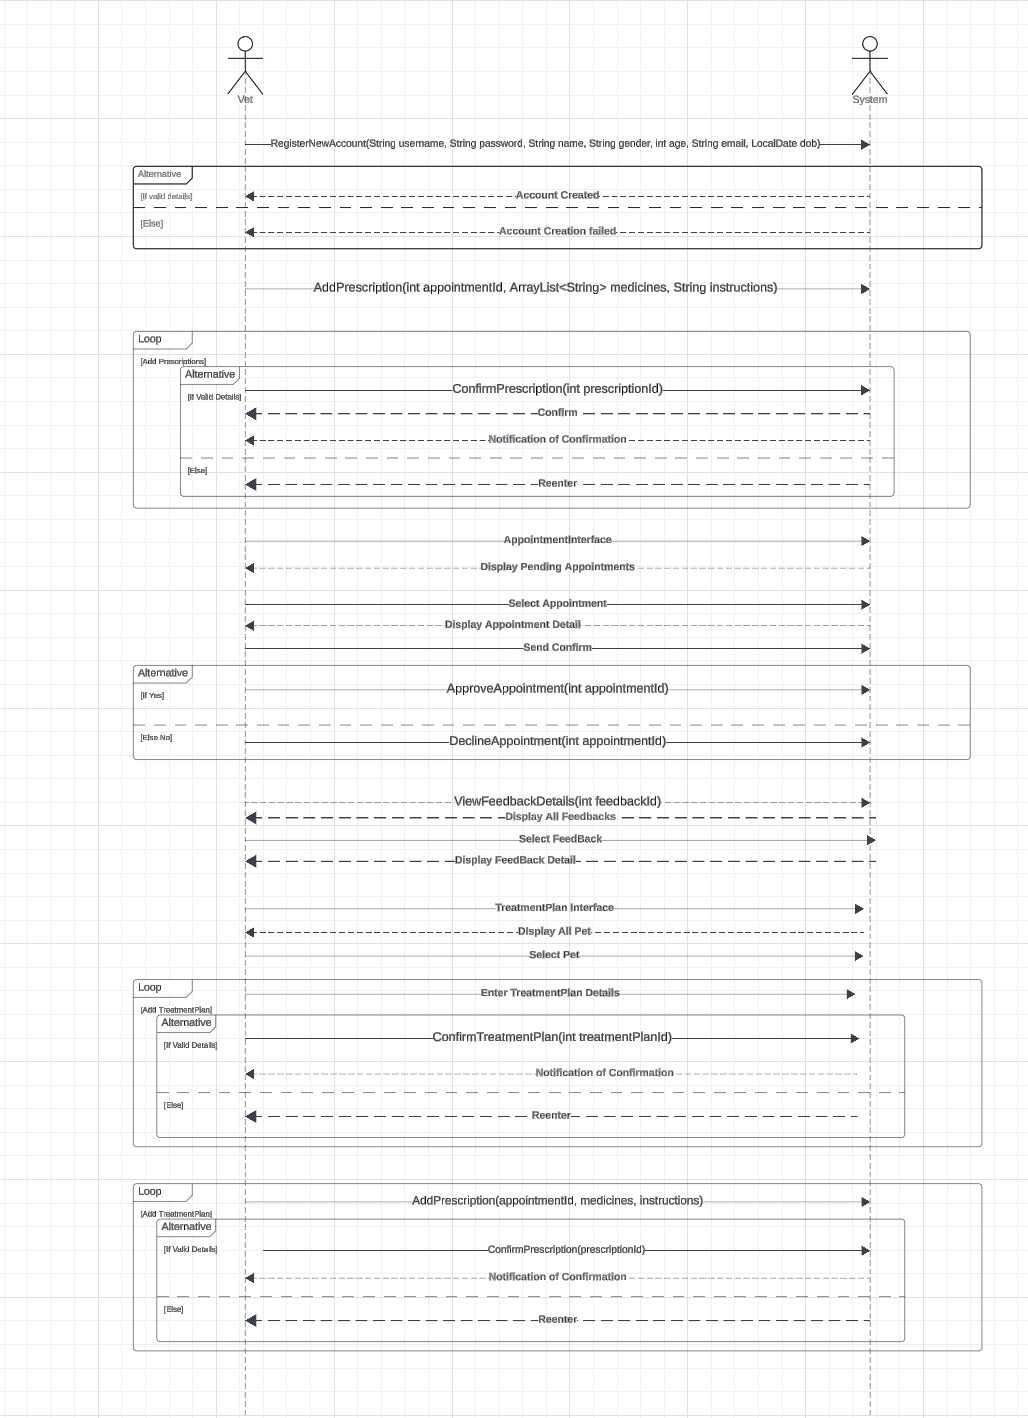 Vet
System
RegisterNewAccount(String username, String password, String name, String gender, int age, String email, LocalDate dob)
Alternative
[If valid details]
Account Created
[Else]
Account Creation failed
AddPrescription(int appointmentId, ArrayList<String> medicines, String instructions)
Loop
[Add Prescriptions]
Alternative
ConfirmPrescription(int prescriptionId)
[If Valid Details]
Confirm
Notification of Confirmation
[Else]
Reenter
AppointmentInterface
Display Pending Appointments
Select Appointment
Display Appointment Detail
Send Confirm
Alternative
ApproveAppointment(int appointmentId)
[If Yes]
[Else No]
DeclineAppointment(int appointmentId)
ViewFeedbackDetails(int feedbackId)
Display All Feedbacks
Select FeedBack
Display FeedBack Detail
TreatmentPlan Interface
Display All Pet
Select Pet
Loop
Enter TreatmentPlan Details
[Add TreatmentPlan]
Alternative
ConfirmTreatmentPlan(int treatmentPlanId)
[If Valid Details]
Notification of Confirmation
[Else]
Reenter
Loop
AddPrescription(appointmentId, medicines, instructions)
[Add TreatmentPlan]
Alternative
[If Valid Details]
ConfirmPrescription(prescriptionId)
Notification of Confirmation
[Else]
Reenter